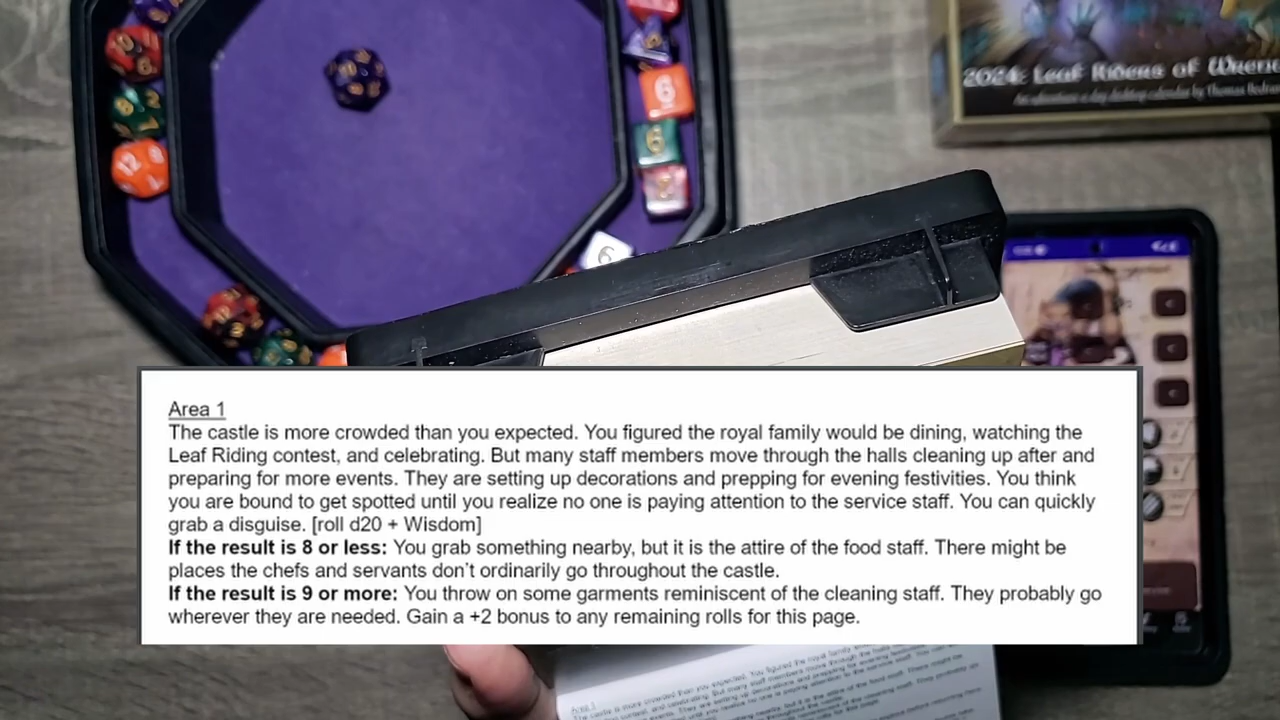 2024: Leaf Riders of
An adventure a day desktop calendar by Thomas
10
6
12
6
6
6
Area 1
The castle is more crowded than you expected. You figured the royal family would be dining, watching the
Leaf Riding contest, and celebrating. But many staff members move through the halls cleaning up after and
preparing for more events. They are setting up decorations and prepping for evening festivities. You think
you are bound to get spotted until you realize no one is paying attention to the service staff. You can quickly
grab a disguise. [roll d20 + Wisdom]
If the result is 8 or less: You grab something nearby, but it is the attire of the food staff. There might be
places the chefs and servants don't ordinarily go throughout the castle.
If the result is 9 or more: You throw on some garments reminiscent of the cleaning staff. They probably go
wherever they are needed. Gain a +2 bonus to any remaining rolls for this page.